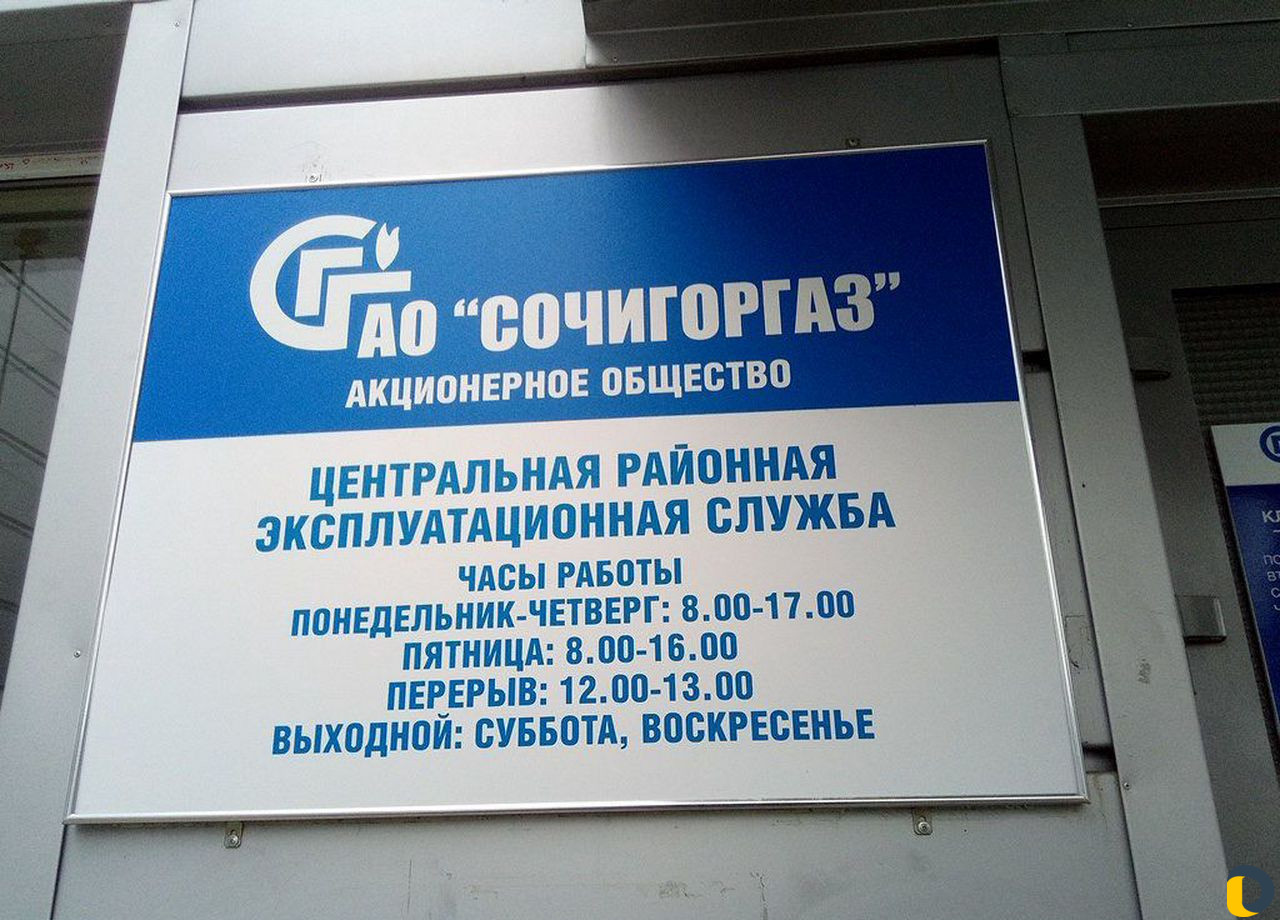 АО “СОЧИГОРГАЗ”
АКЦИОНЕРНОЕ ОБЩЕСТВО
ЦЕНТРАЛЬНАЯ РАЙОННАЯ
ЭКСПЛУАТАЦИОННАЯ СЛУЖБА
ЧАСЫ РАБОТЫ
ПОНЕДЕЛЬНИК-ЧЕТВЕРГ: 8.00-17.00
ПЯТНИЦА: 8.00-16.00
ПЕРЕРЫВ: 12.00-13.00
ВЫХОДНОЙ: СУББОТА, ВОСКРЕСЕНЬЕ